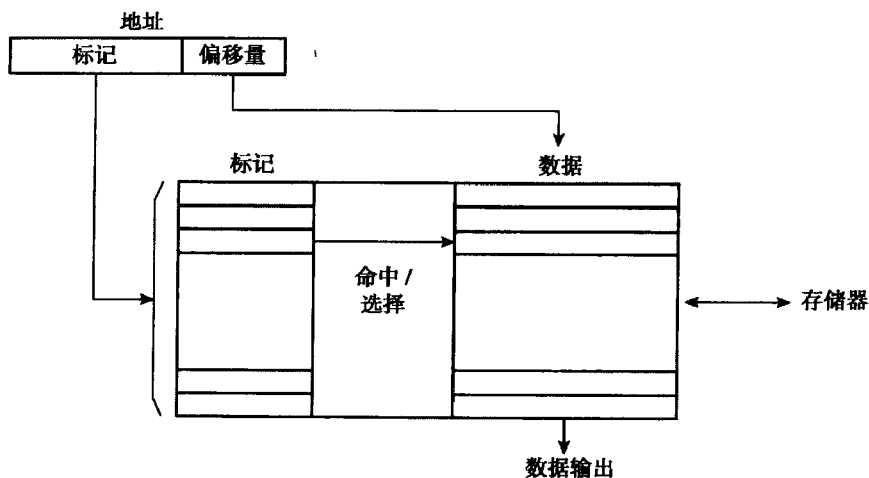 地址
标记 偏移量
标记 数据
命中 /
选择
存储器
数据输出